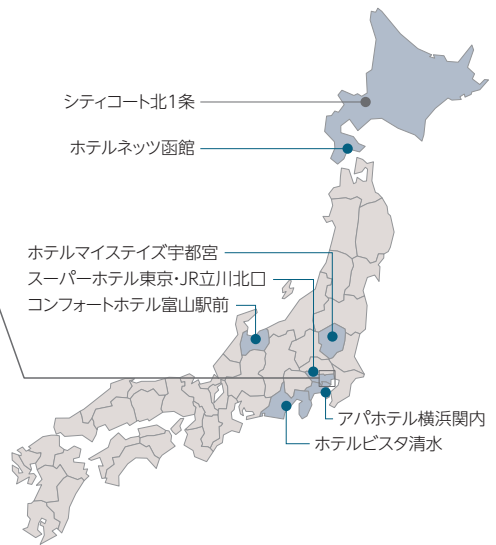 シティコート北1条
ホテルネッツ函館
ホテルマイステイズ宇都宮
スーパーホテル東京・JR立川北口
コンフォートホテル富山駅前
アパホテル横浜関内
ホテルビスタ清水